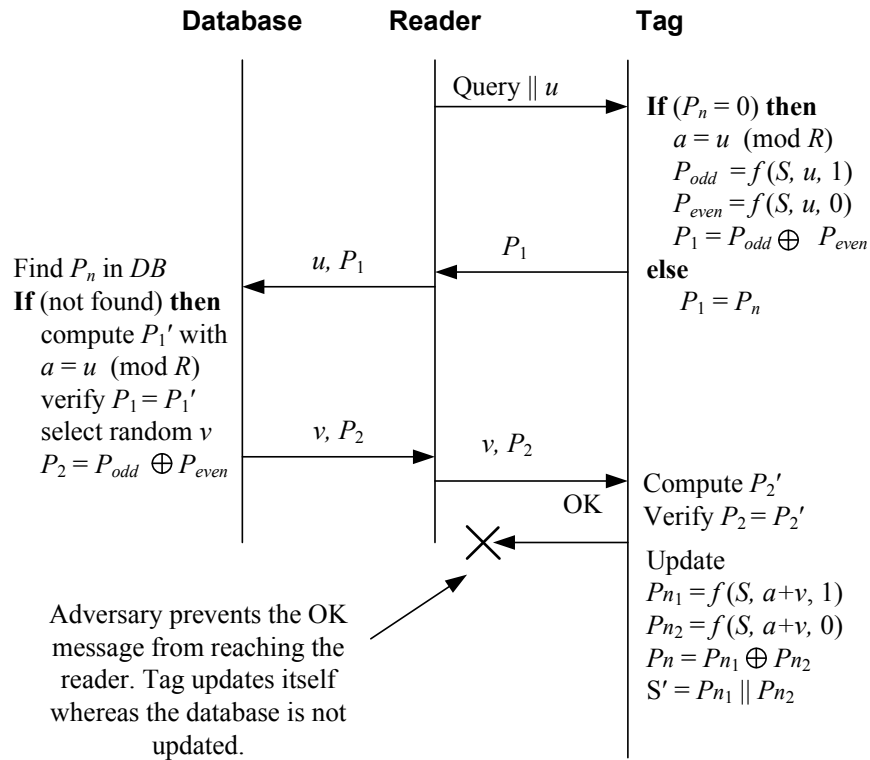 Database Reader Tag
Query || u
If (Pn = 0) then
a = u (mod R)
Podd = f (S, u, 1)
Peven = f (S, u, 0)
P1 = Podd ⊕ Peven
else
P1 = Pn
P1
u, P1
Find Pn in DB
If (not found) then
compute P1′ with
a = u (mod R)
verify P1 = P1′
select random v
P2 = Podd ⊕ Peven
v, P2
v, P2
OK
Compute P2′
Verify P2 = P2′
Update
Pn1 = f (S, a+v, 1)
Pn2 = f (S, a+v, 0)
Pn = Pn1 ⊕ Pn2
S′ = Pn1 || Pn2
Adversary prevents the OK
message from reaching the
reader. Tag updates itself
whereas the database is not
updated.